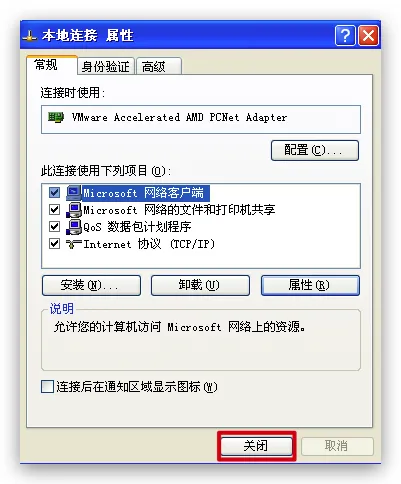 本地连接 属性
常规 身份验证 高级
连接时使用:
VMware Accelerated AMD PCNet Adapter
配置(C)...
此连接使用下列项目(O):
Microsoft 网络客户端
Microsoft 网络的文件和打印机共享
QoS 数据包计划程序
Internet 协议 (TCP/IP)
安装(N)... 卸载(U) 属性(R)
说明
允许您的计算机访问 Microsoft 网络上的资源。
连接后在通知区域显示图标(W)
关闭 取消